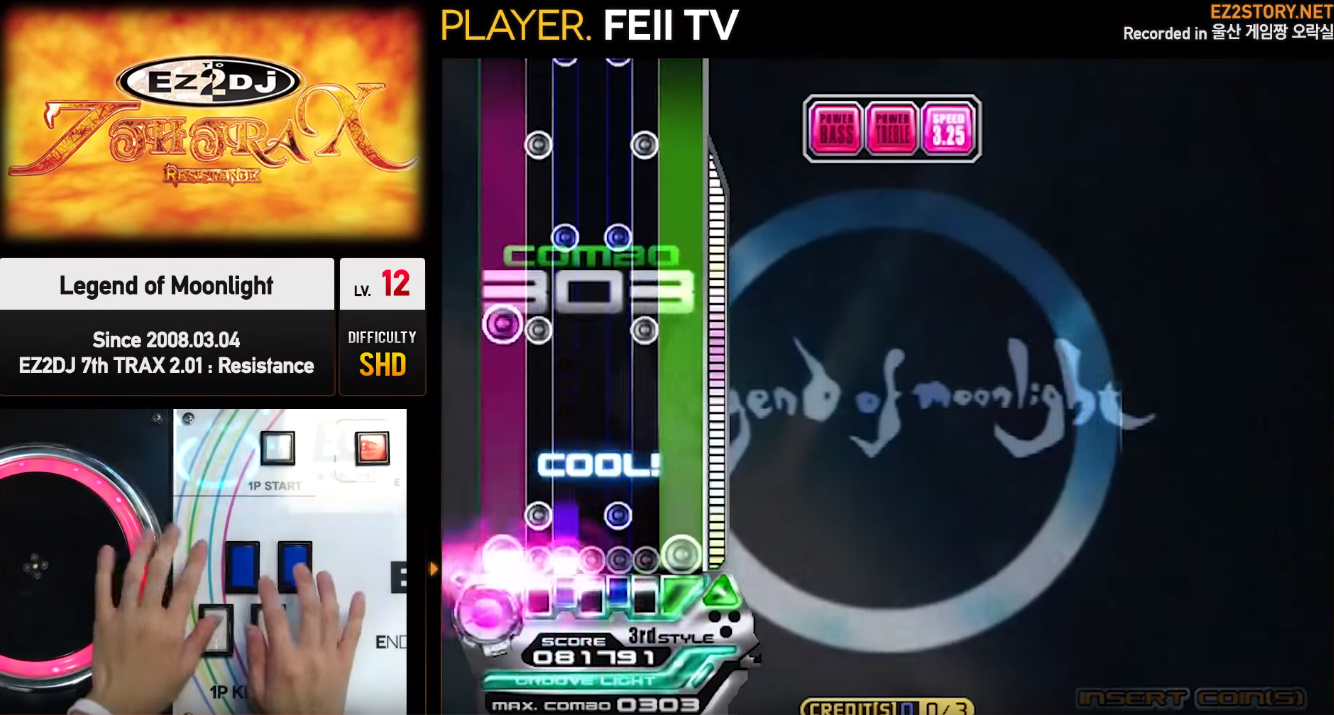 PLAYER. FEII TV
EZ2STORY.NET
Recorded in 울산 게임짱 오락실
TO
EZ2DJ
7TH TRAX
RESISTANCE
POWER BASS
POWER TREBLE
SPEED 3.25
Legend of Moonlight
LV. 12
Since 2008.03.04
EZ2DJ 7th TRAX 2.01 : Resistance
DIFFICULTY
SHD
COMBO
303
gend of moonlight
COOL!
1P START
E
END
1P K
3rd STYLE
SCORE
081791
GROOVE LIGHT
MAX. COMBO 0303
CREDIT[S] 0 0/3
INSERT COIN(S)